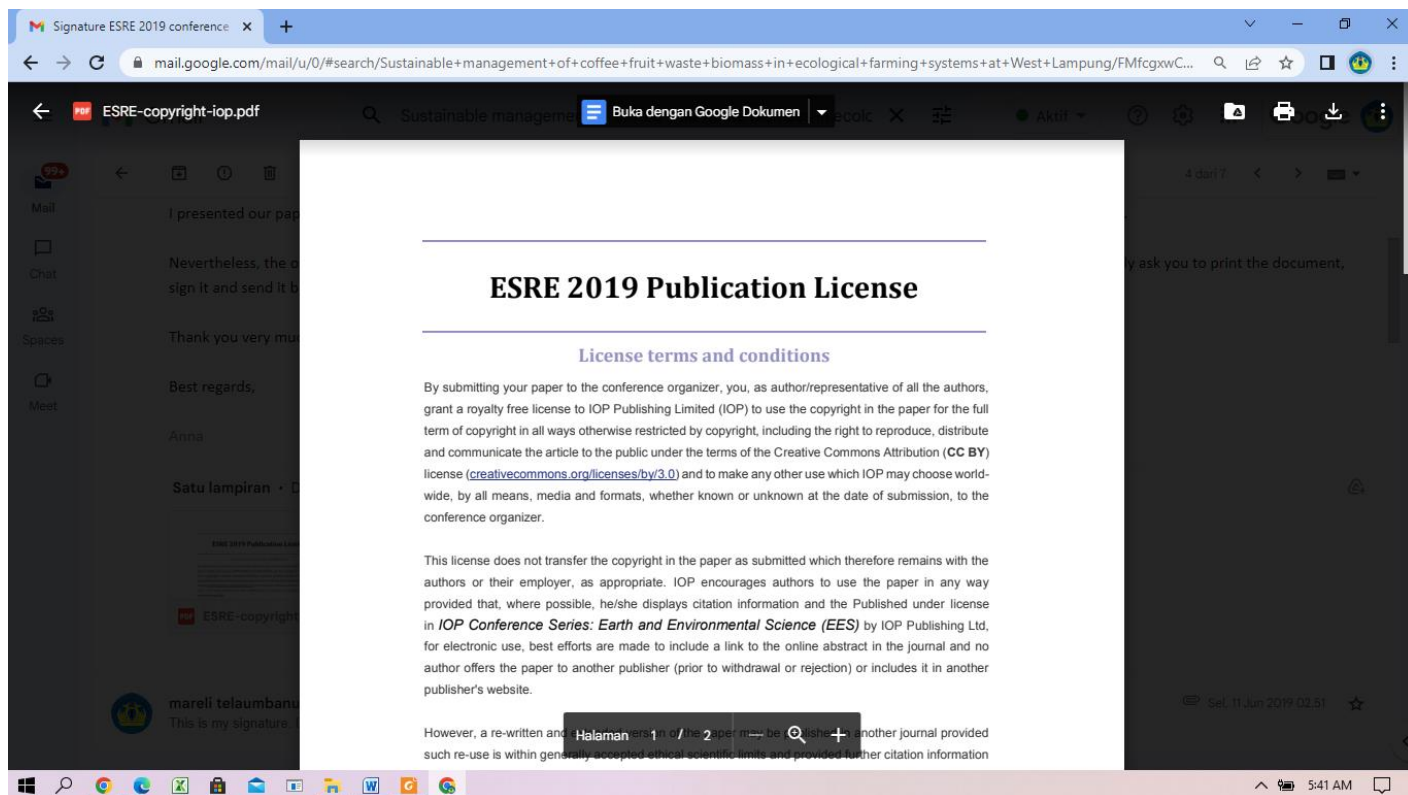 Signature ESRE 2019 conference
mail.google.com/mail/u/0/#search/Sustainable+management+of+coffee+fruit+waste+biomass+in+ecological+farming+systems+at+West+Lampung/FMfcgxwC...
PDF
ESRE-copyright-iop.pdf
Sustainable manageme
Buka dengan Google Dokumen
Aktif
99+
4 dari 7
Mail
Chat
Spaces
Meet
I presented our pap
Nevertheless, the
ly ask you to print the document,
sign it and send it b
Thank you very mu
Best regards,
Anna
Satu lampiran
ESRE-copyright
ESRE 2019 Publication License
License terms and conditions
By submitting your paper to the conference organizer, you, as author/representative of all the authors,
grant a royalty free license to IOP Publishing Limited (IOP) to use the copyright in the paper for the full
term of copyright in all ways otherwise restricted by copyright, including the right to reproduce, distribute
and communicate the article to the public under the terms of the Creative Commons Attribution (CC BY)
license (creativecommons.org/licenses/by/3.0) and to make any other use which IOP may choose world-
wide, by all means, media and formats, whether known or unknown at the date of submission, to the
conference organizer.
This license does not transfer the copyright in the paper as submitted which therefore remains with the
authors or their employer, as appropriate. IOP encourages authors to use the paper in any way
provided that, where possible, he/she displays citation information and the Published under license
in IOP Conference Series: Earth and Environmental Science (EES) by IOP Publishing Ltd,
for electronic use, best efforts are made to include a link to the online abstract in the journal and no
author offers the paper to another publisher (prior to withdrawal or rejection) or includes it in another
publisher's website.
However, a re-written and version of the paper may be published in another journal provided
such re-use is within generally accepted ethical scientific limits and provided further citation information
Halaman 1 / 2
mareli telaumbanu
This is my signature.
Sel, 11 Jun 2019 02.51
5:41 AM